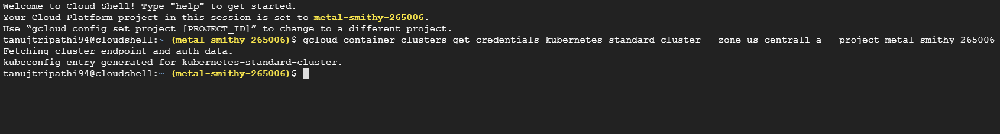 Welcome to Cloud Shell! Type "help" to get started.
Your Cloud Platform project in this session is set to metal-smithy-265006.
Use “gcloud config set project [PROJECT_ID]” to change to a different project.
tanujtripathi94@cloudshell:~ (metal-smithy-265006)$ gcloud container clusters get-credentials kubernetes-standard-cluster --zone us-central1-a --project metal-smithy-265006
Fetching cluster endpoint and auth data.
kubeconfig entry generated for kubernetes-standard-cluster.
tanujtripathi94@cloudshell:~ (metal-smithy-265006)$